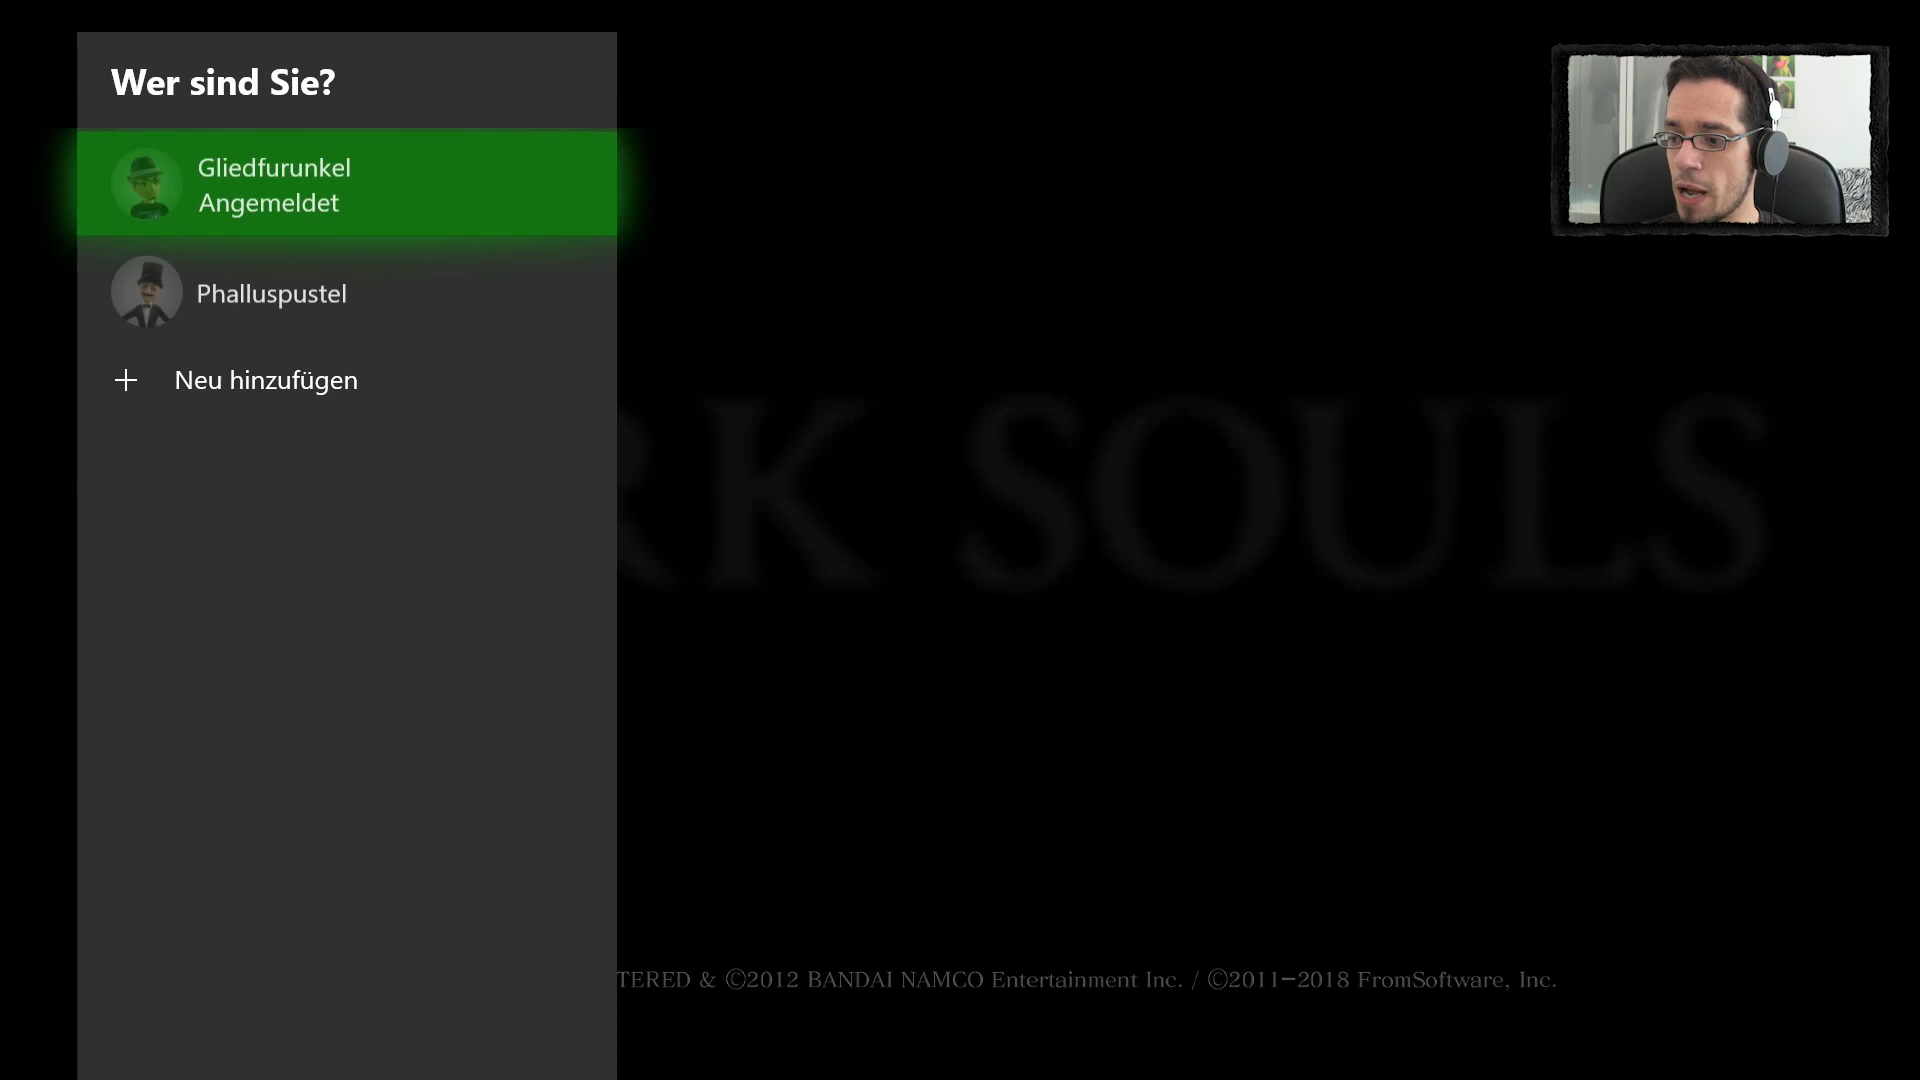 Wer sind Sie?
Gliedfurunkel
Angemeldet
Phalluspustel
Neu hinzufügen
RK SOULS
TERED & ©2012 BANDAI NAMCO Entertainment Inc. / ©2011-2018 FromSoftware, Inc.